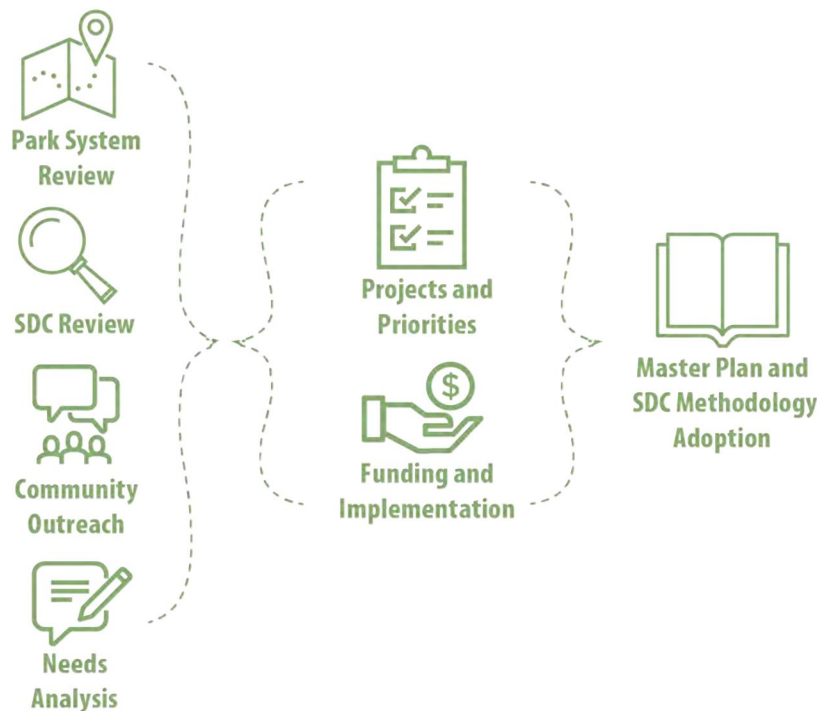 Park System
Review
SDC Review
Community
Outreach
Needs
Analysis
Projects and
Priorities
$
Funding and
Implementation
Master Plan and
SDC Methodology
Adoption